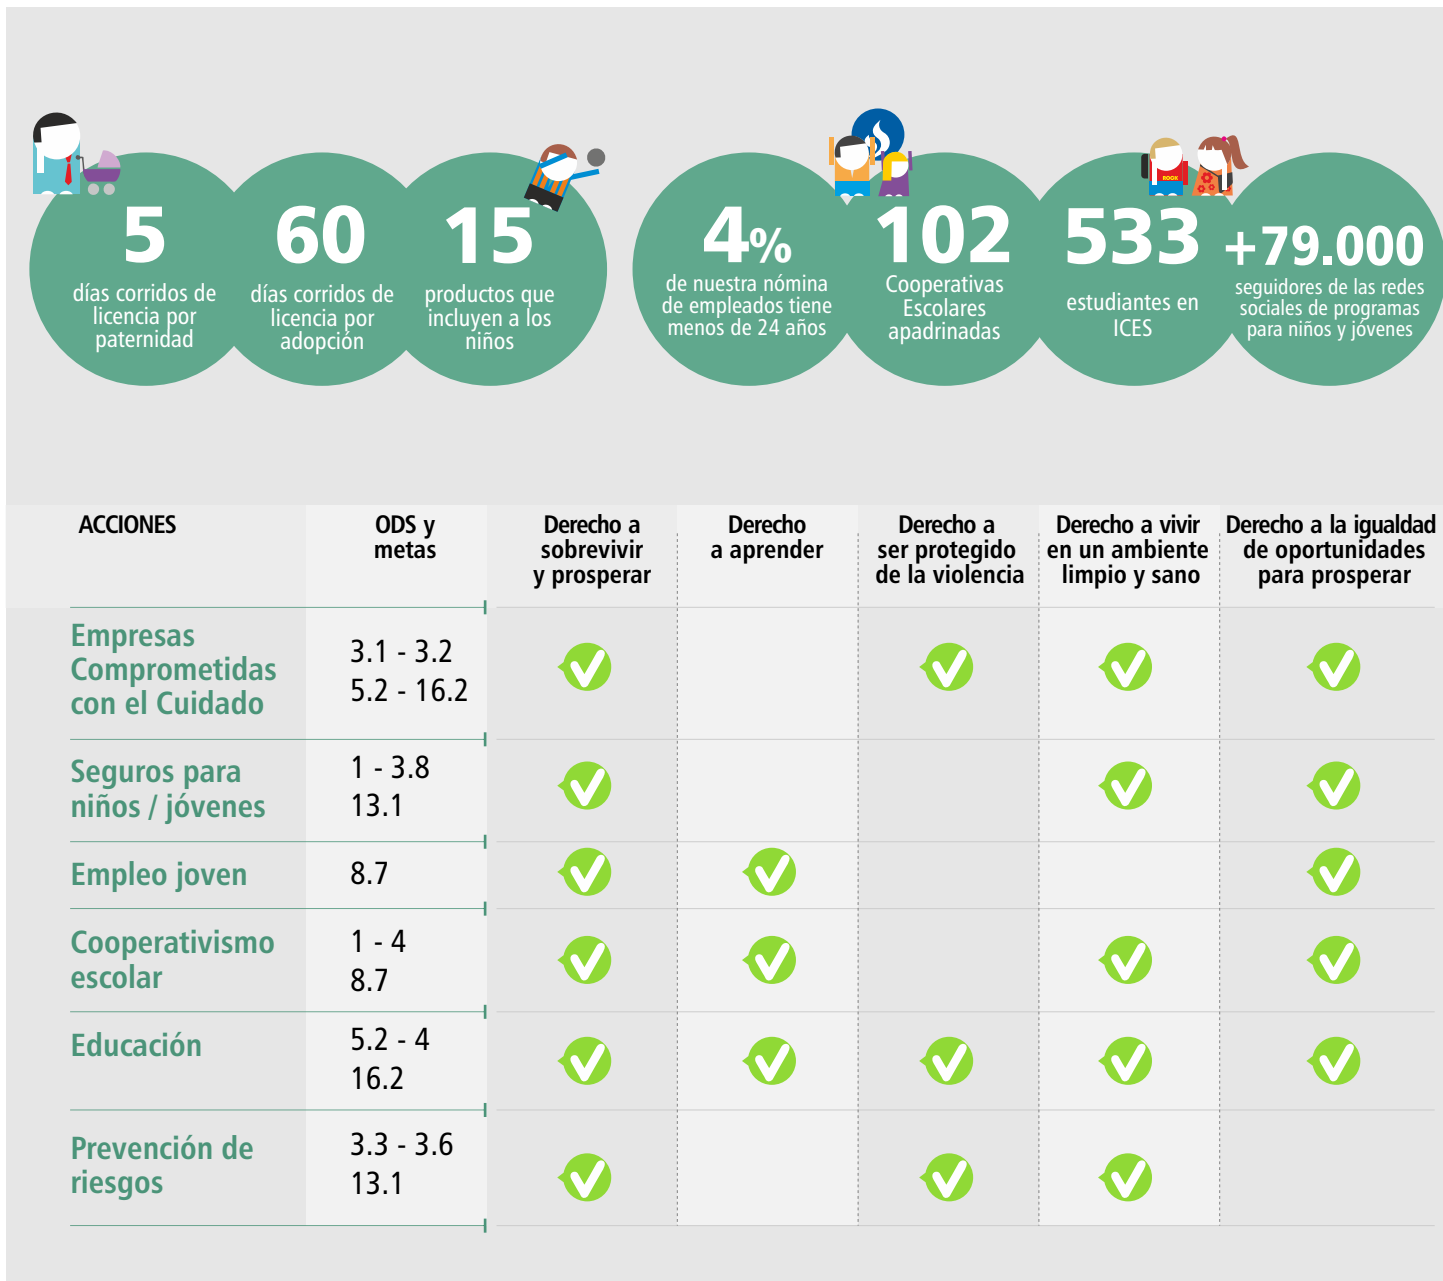 5
días corridos de
licencia por
paternidad
60
días corridos de
licencia por
adopción
15
productos que
incluyen a los
niños
4%
de nuestra nómina
de empleados tiene
menos de 24 años
102
Cooperativas
Escolares
apadrinadas
BOOK
533
estudiantes en
ICES
+79.000
seguidores de las redes
sociales de programas
para niños y jóvenes
ACCIONES
ODS y
metas
Derecho a
sobrevivir
y prosperar
Derecho
a aprender
Derecho a
ser protegido
de la violencia
Derecho a vivir
en un ambiente
limpio y sano
Derecho a la igualdad
de oportunidades
para prosperar
Empresas
Comprometidas
con el Cuidado
3.1 - 3.2
5.2 - 16.2
Seguros para
niños / jóvenes
1 - 3.8
13.1
Empleo joven
8.7
Cooperativismo
escolar
1 - 4
8.7
Educación
5.2 - 4
16.2
Prevención de
riesgos
3.3 - 3.6
13.1